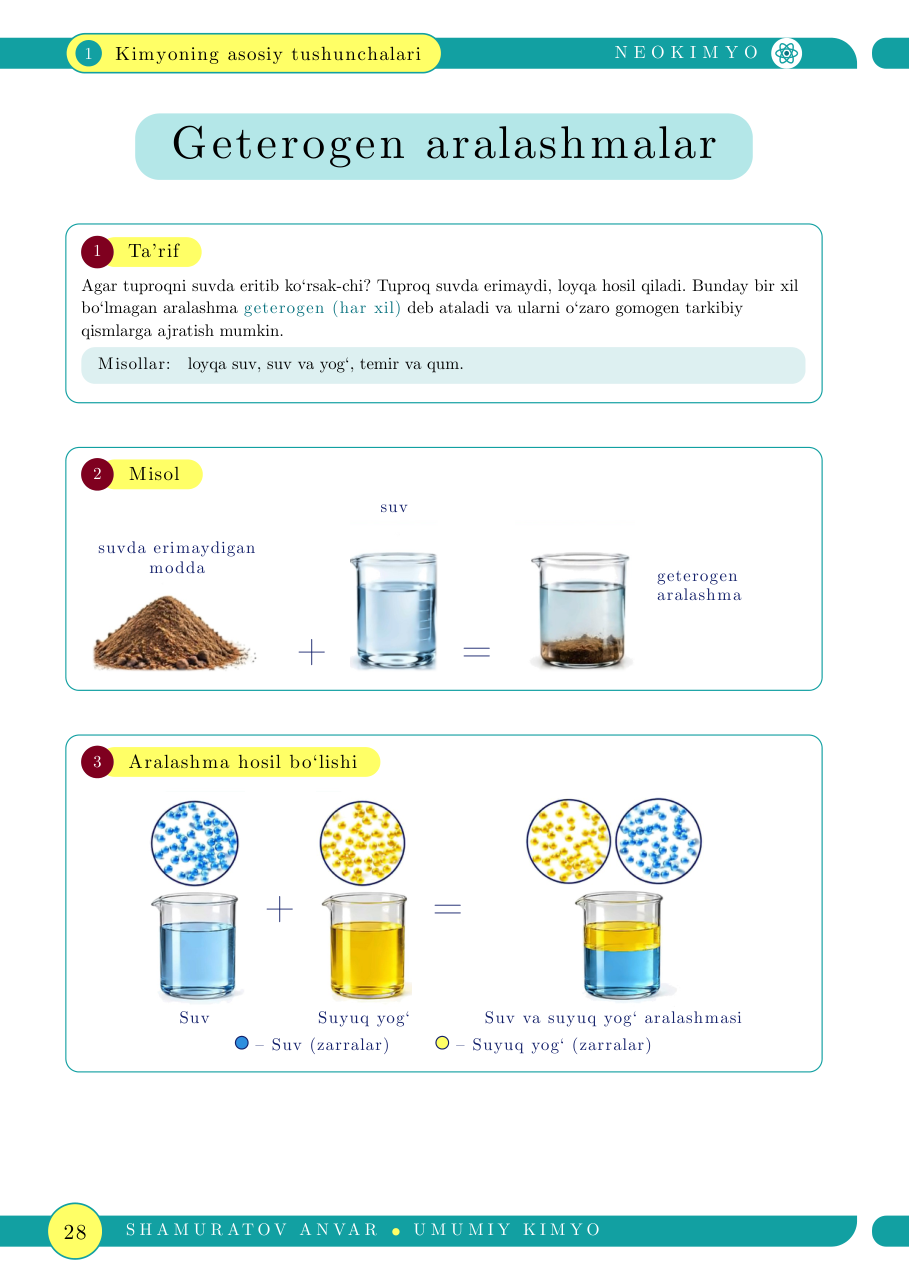 1 Kimyoning asosiy tushunchalari
NEOKIMYO
Geterogen aralashmalar
1 Ta’rif
Agar tuproqni suvda eritib ko‘rsak-chi? Tuproq suvda erimaydi, loyqa hosil qiladi. Bunday bir xil
bo‘lmagan aralashma geterogen (har xil) deb ataladi va ularni o‘zaro gomogen tarkibiy
qismlarga ajratish mumkin.
Misollar: loyqa suv, suv va yog‘, temir va qum.
2 Misol
suv
suvda erimaydigan
modda
geterogen
aralashma
+ =
3 Aralashma hosil bo‘lishi
+ =
Suv Suyuq yog‘ Suv va suyuq yog‘ aralashmasi
– Suv (zarralar) – Suyuq yog‘ (zarralar)
28 SHAMURATOV ANVAR • UMUMIY KIMYO